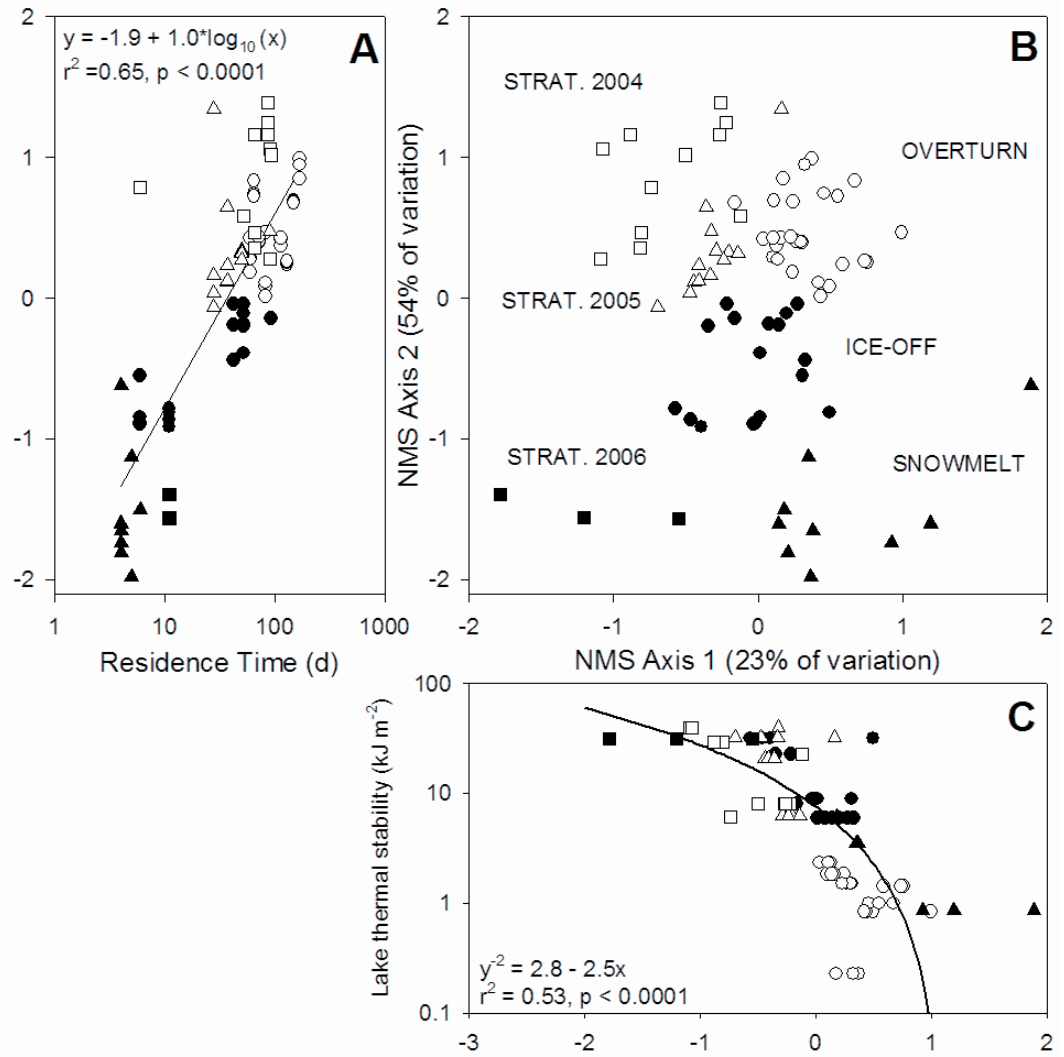 y = -1.9 + 1.0*log10 (x)
r2 =0.65, p < 0.0001
A
2
1
0
-1
-2
1 10 100 1000
Residence Time (d)
NMS Axis 2 (54% of variation)
B
STRAT. 2004
OVERTURN
STRAT. 2005
ICE-OFF
STRAT. 2006
SNOWMELT
2
1
0
-1
-2
-2 -1 0 1 2
NMS Axis 1 (23% of variation)
C
100
10
1
0.1
Lake thermal stability (kJ m-2)
y-2 = 2.8 - 2.5x
r2 = 0.53, p < 0.0001
-3 -2 -1 0 1 2